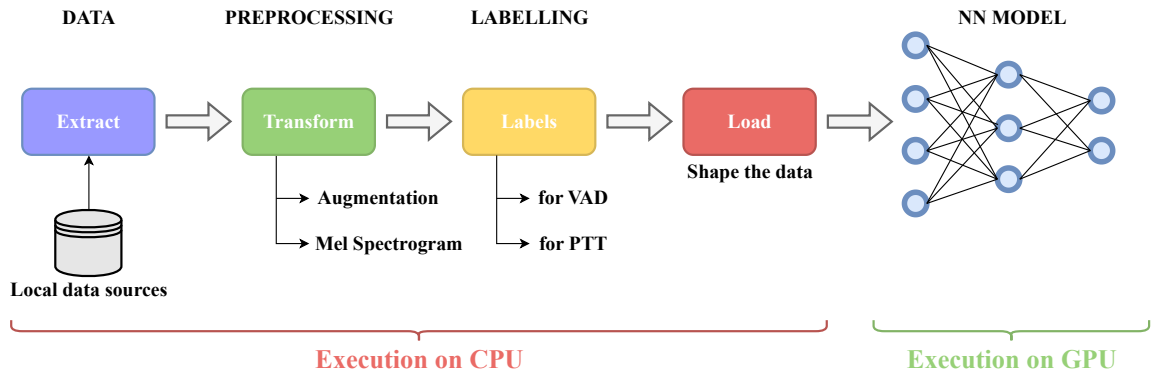 DATA
PREPROCESSING
LABELLING
NN MODEL
Extract
Transform
Labels
Load
Shape the data
Augmentation
for VAD
Mel Spectrogram
for PTT
Local data sources
Execution on CPU
Execution on GPU